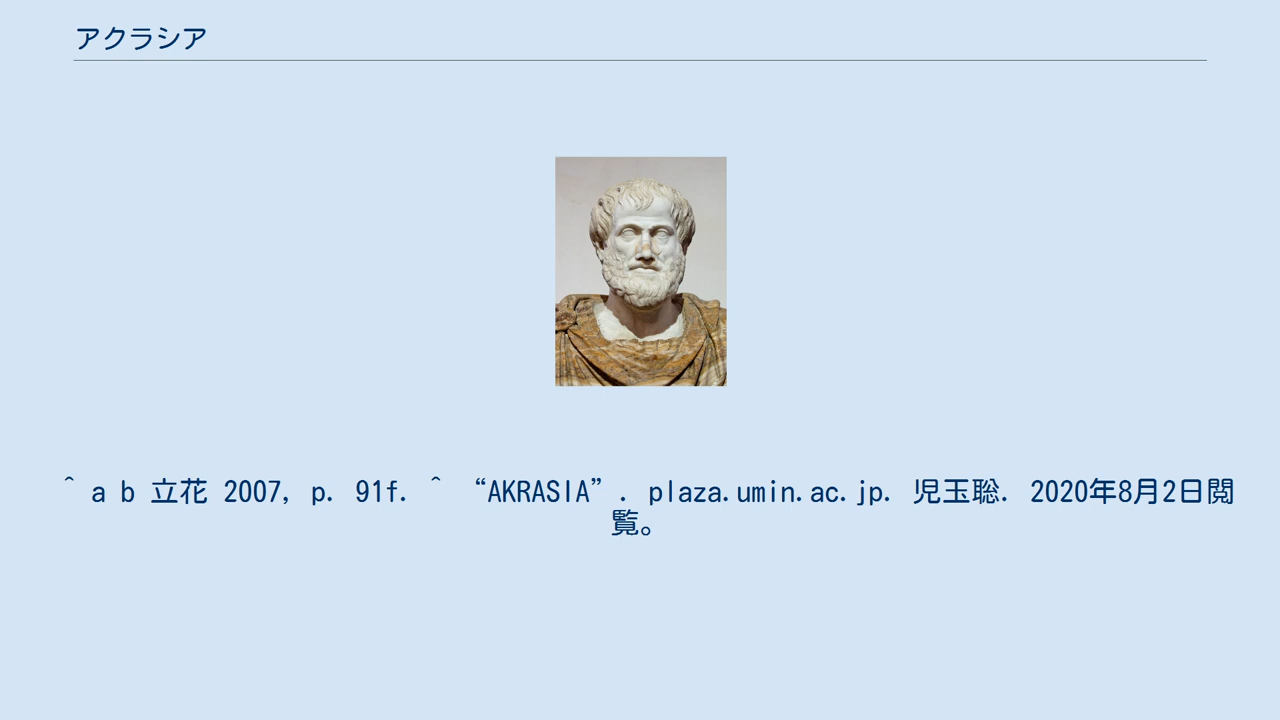 アクラシア
^ a b 立花 2007, p. 91f. ^ “AKRASIA”. plaza.umin.ac.jp. 児玉聡. 2020年8月2日閲
覧。